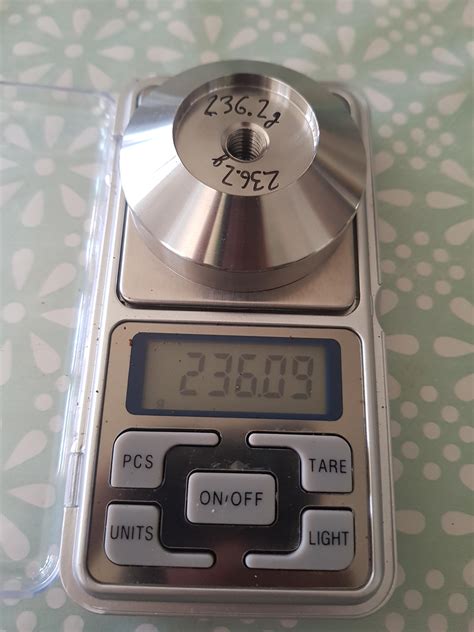 236.2g
236.2g
236.09
g
PCS
TARE
ON/OFF
UNITS
LIGHT